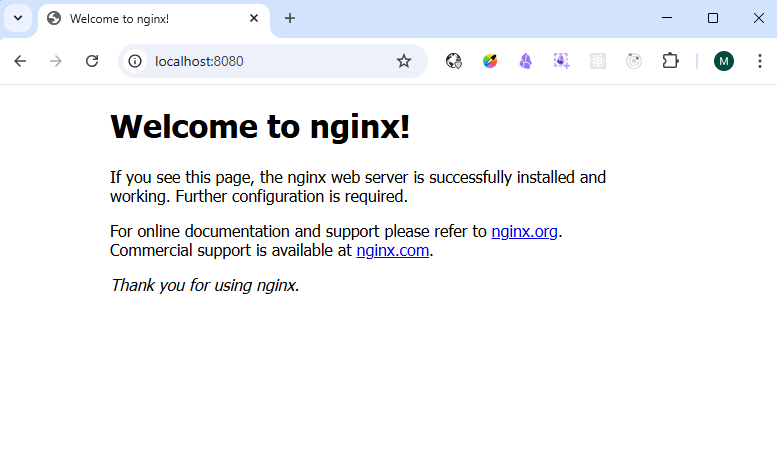 Welcome to nginx!
localhost:8080
M
Welcome to nginx!
If you see this page, the nginx web server is successfully installed and
working. Further configuration is required.
For online documentation and support please refer to nginx.org.
Commercial support is available at nginx.com.
Thank you for using nginx.